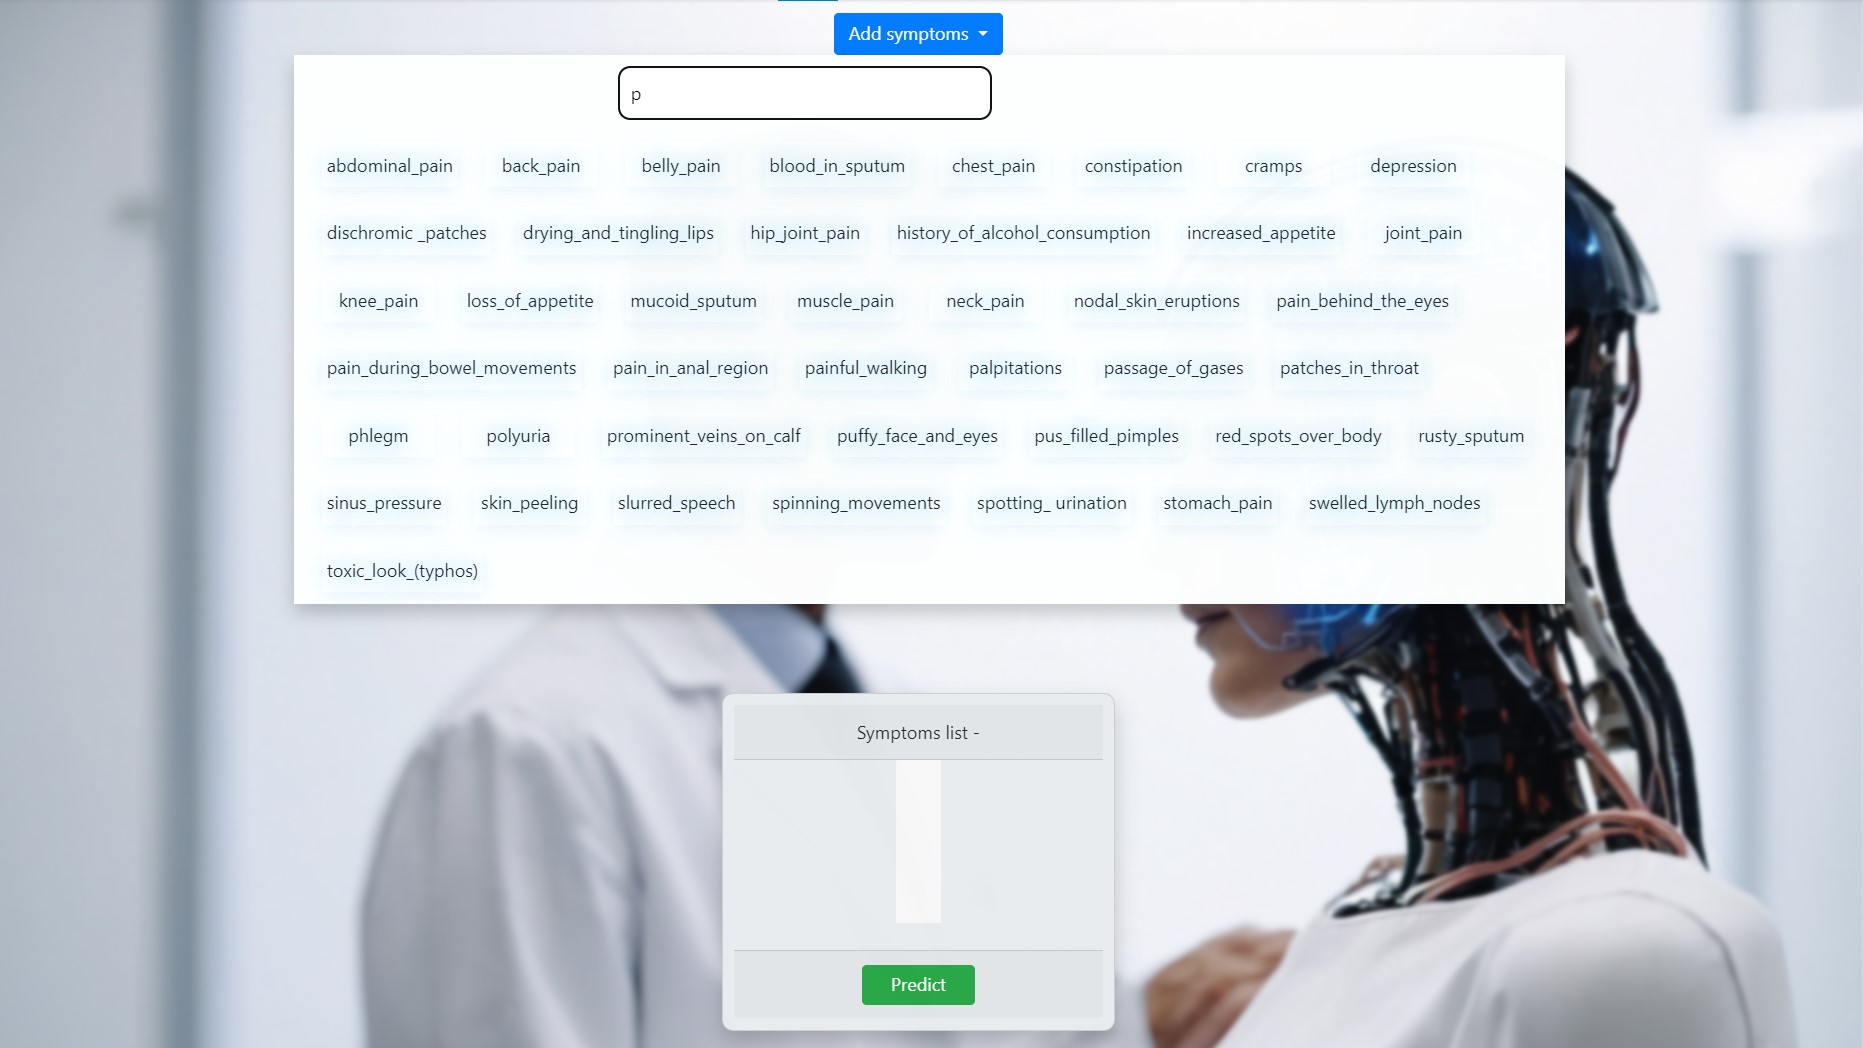 Add symptoms
p
abdominal_pain back_pain belly_pain blood_in_sputum chest_pain constipation cramps depression
dischromic _patches drying_and_tingling_lips hip_joint_pain history_of_alcohol_consumption increased_appetite joint_pain
knee_pain loss_of_appetite mucoid_sputum muscle_pain neck_pain nodal_skin_eruptions pain_behind_the_eyes
pain_during_bowel_movements pain_in_anal_region painful_walking palpitations passage_of_gases patches_in_throat
phlegm polyuria prominent_veins_on_calf puffy_face_and_eyes pus_filled_pimples red_spots_over_body rusty_sputum
sinus_pressure skin_peeling slurred_speech spinning_movements spotting_ urination stomach_pain swelled_lymph_nodes
toxic_look_(typhos)
Symptoms list -
Predict